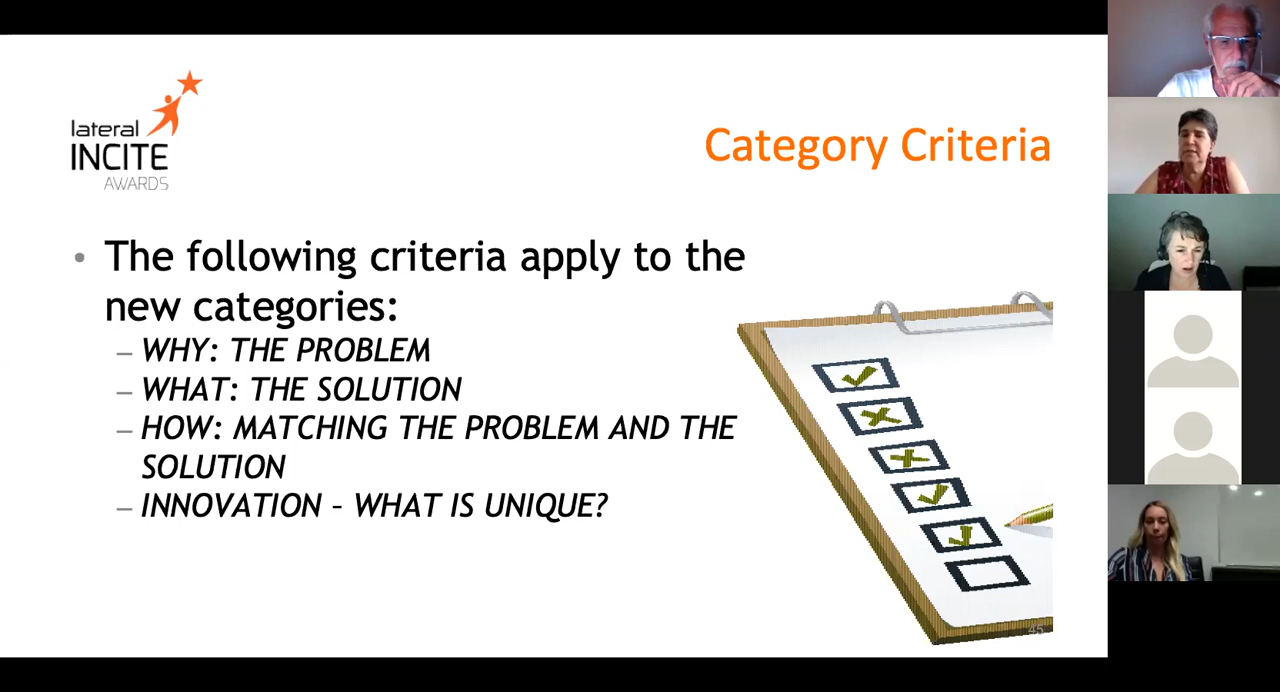 lateral
INCITE
AWARDS
Category Criteria
• The following criteria apply to the
new categories:
– WHY: THE PROBLEM
– WHAT: THE SOLUTION
– HOW: MATCHING THE PROBLEM AND THE
SOLUTION
– INNOVATION – WHAT IS UNIQUE?
45